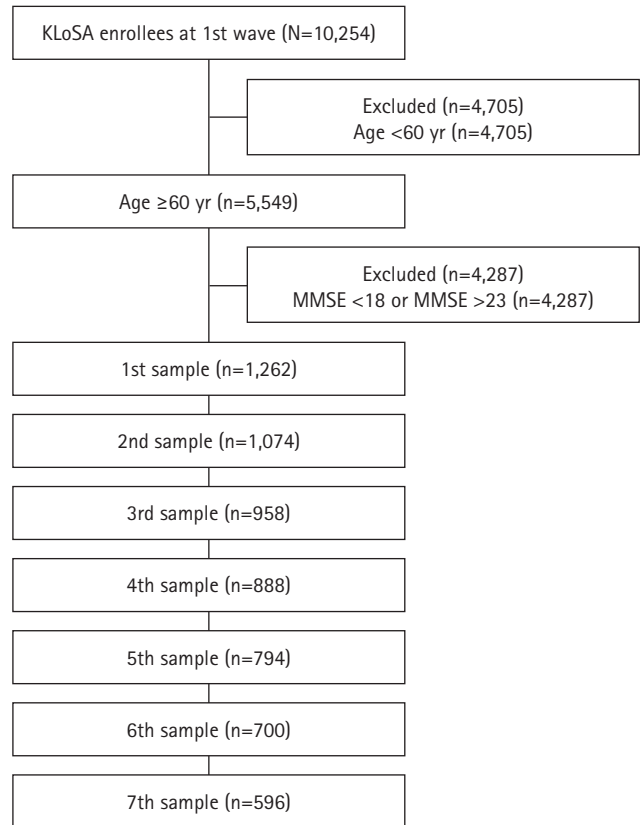 KLoSA enrollees at 1st wave (N=10,254)
Excluded (n=4,705)
Age <60 yr (n=4,705)
Age ≥60 yr (n=5,549)
Excluded (n=4,287)
MMSE <18 or MMSE >23 (n=4,287)
1st sample (n=1,262)
2nd sample (n=1,074)
3rd sample (n=958)
4th sample (n=888)
5th sample (n=794)
6th sample (n=700)
7th sample (n=596)